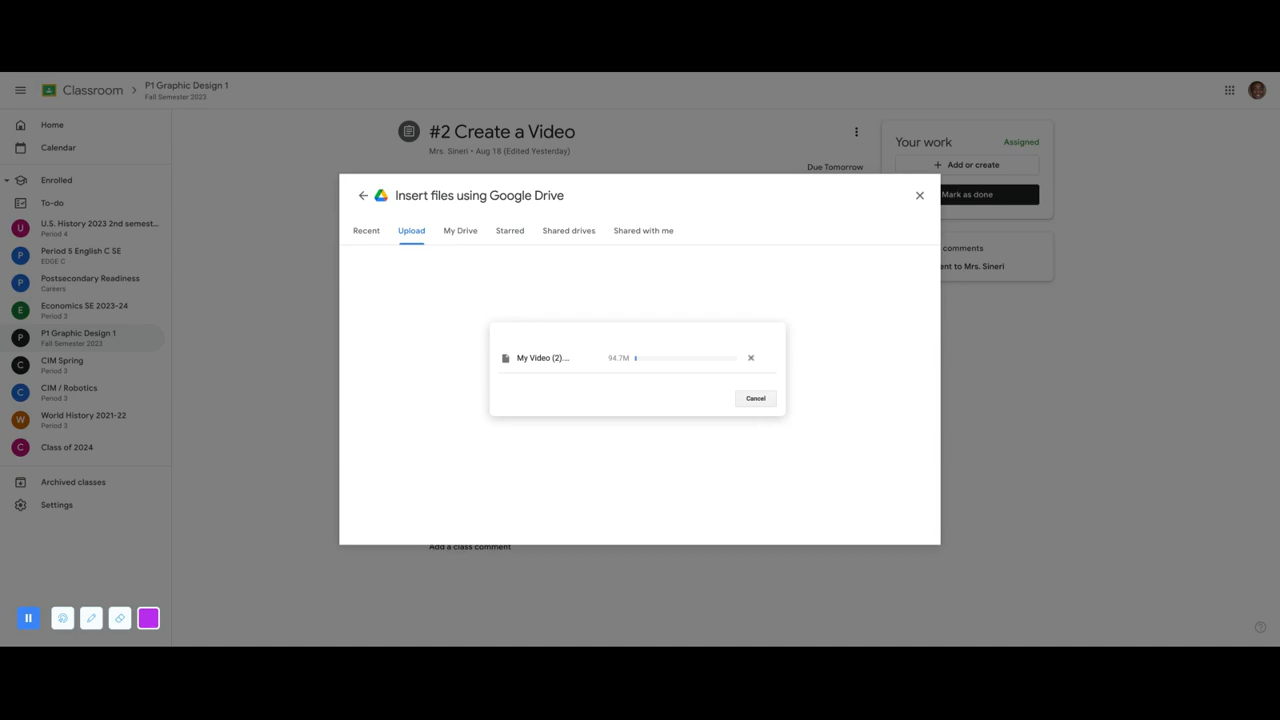 Classroom
P1 Graphic Design 1
Fall Semester 2023
Home
Calendar
Enrolled
To-do
U
U.S. History 2023 2nd semest...
Period 4
P
Period 5 English C SE
EDGE C
P
Postsecondary Readiness
Careers
E
Economics SE 2023-24
Period 3
P
P1 Graphic Design 1
Fall Semester 2023
C
CIM Spring
Period 3
C
CIM / Robotics
Period 3
W
World History 2021-22
Period 3
C
Class of 2024
Archived classes
Settings
#2 Create a Video
Mrs. Sineri • Aug 18 (Edited Yesterday)
Due Tomorrow
Your work
Assigned
+ Add or create
Mark as done
comments
nt to Mrs. Sineri
Insert files using Google Drive
Recent
Upload
My Drive
Starred
Shared drives
Shared with me
My Video (2)....
94.7M
Cancel
Add a class comment